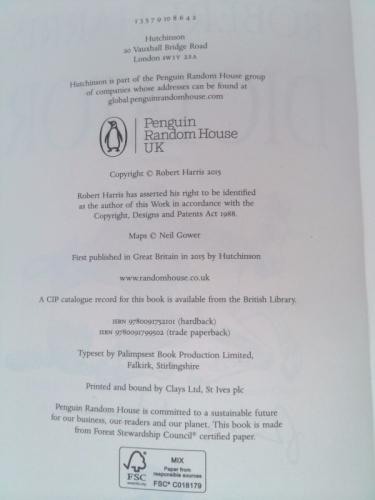 1 3 5 7 9 10 8 6 4 2
Hutchinson
20 Vauxhall Bridge Road
London SW1V 2SA
Hutchinson is part of the Penguin Random House group
of companies whose addresses can be found at
global.penguinrandomhouse.com
Penguin
Random House
UK
Copyright © Robert Harris 2015
Robert Harris has asserted his right to be identified
as the author of this Work in accordance with the
Copyright, Designs and Patents Act 1988.
Maps © Neil Gower
First published in Great Britain in 2015 by Hutchinson
www.randomhouse.co.uk
A CIP catalogue record for this book is available from the British Library.
ISBN 9780091752101 (hardback)
ISBN 9780091799502 (trade paperback)
Typeset by Palimpsest Book Production Limited,
Falkirk, Stirlingshire
Printed and bound by Clays Ltd, St Ives plc
Penguin Random House is committed to a sustainable future
for our business, our readers and our planet. This book is made
from Forest Stewardship Council® certified paper.
FSC
MIX
Paper from
responsible sources
FSC® C018179